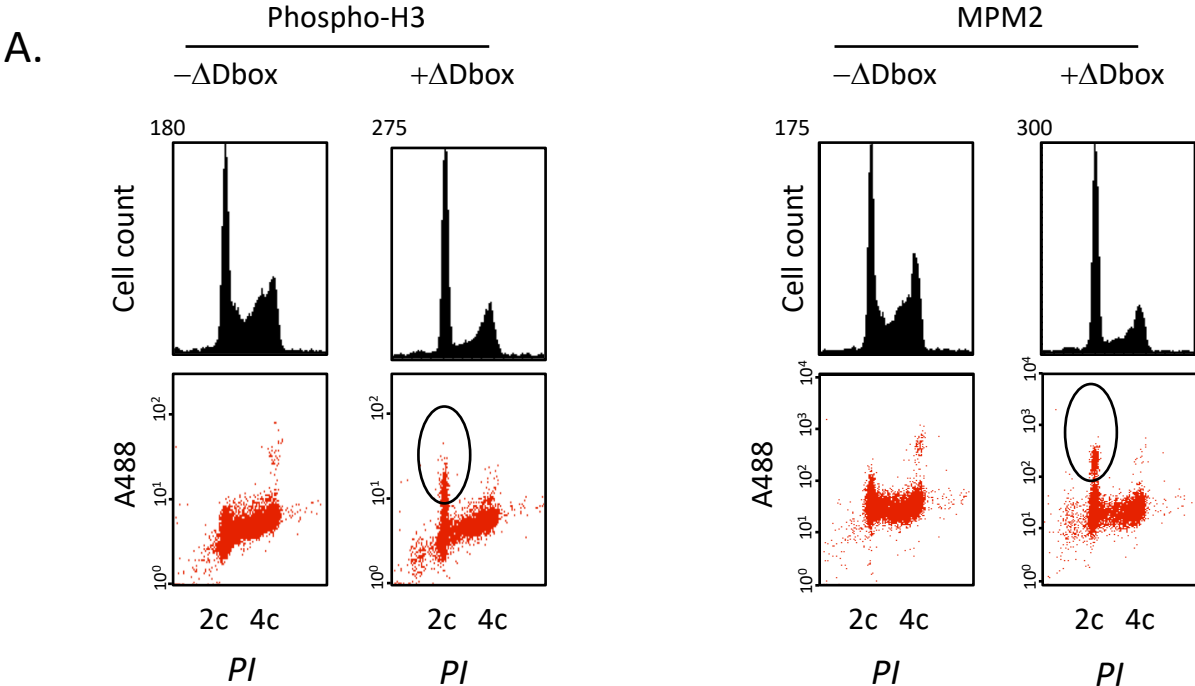 A.
Phospho-H3
−ΔDbox
+ΔDbox
180
275
Cell count
A488
10²
10¹
10⁰
10²
10¹
10⁰
2c 4c
2c 4c
PI
PI
MPM2
−ΔDbox
+ΔDbox
175
300
Cell count
A488
10⁴
10³
10²
10¹
10⁰
10⁴
10³
10²
10¹
10⁰
2c 4c
2c 4c
PI
PI